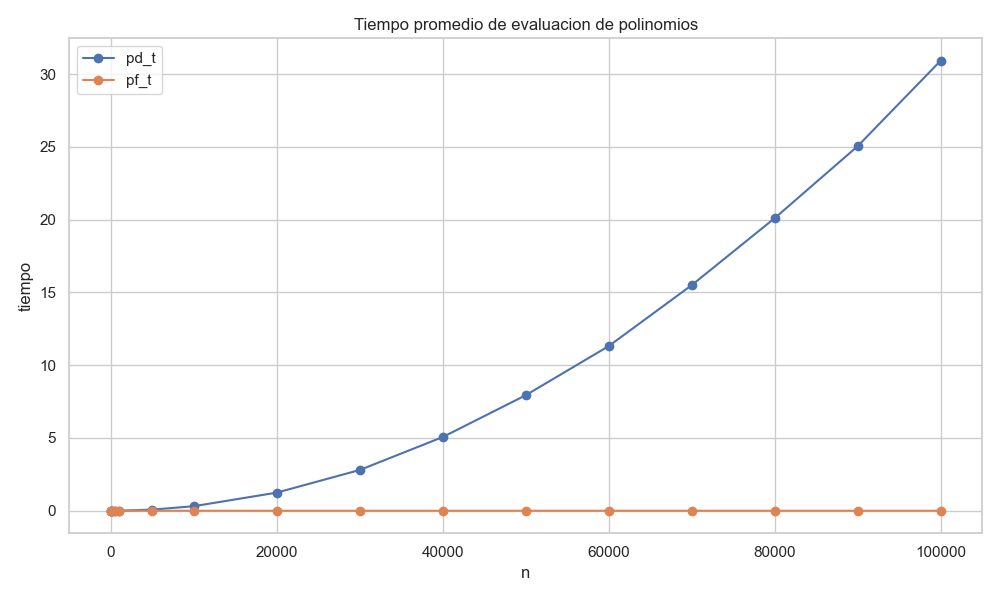 Tiempo promedio de evaluacion de polinomios
pd_t
pf_t
30
25
20
15
10
5
0
tiempo
0 20000 40000 60000 80000 100000
n